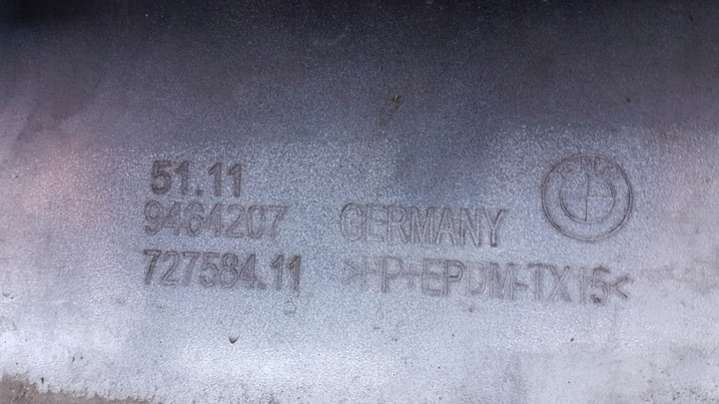 51.11
9464207 GERMANY
727584.11 >PP+EPDM-TX15<